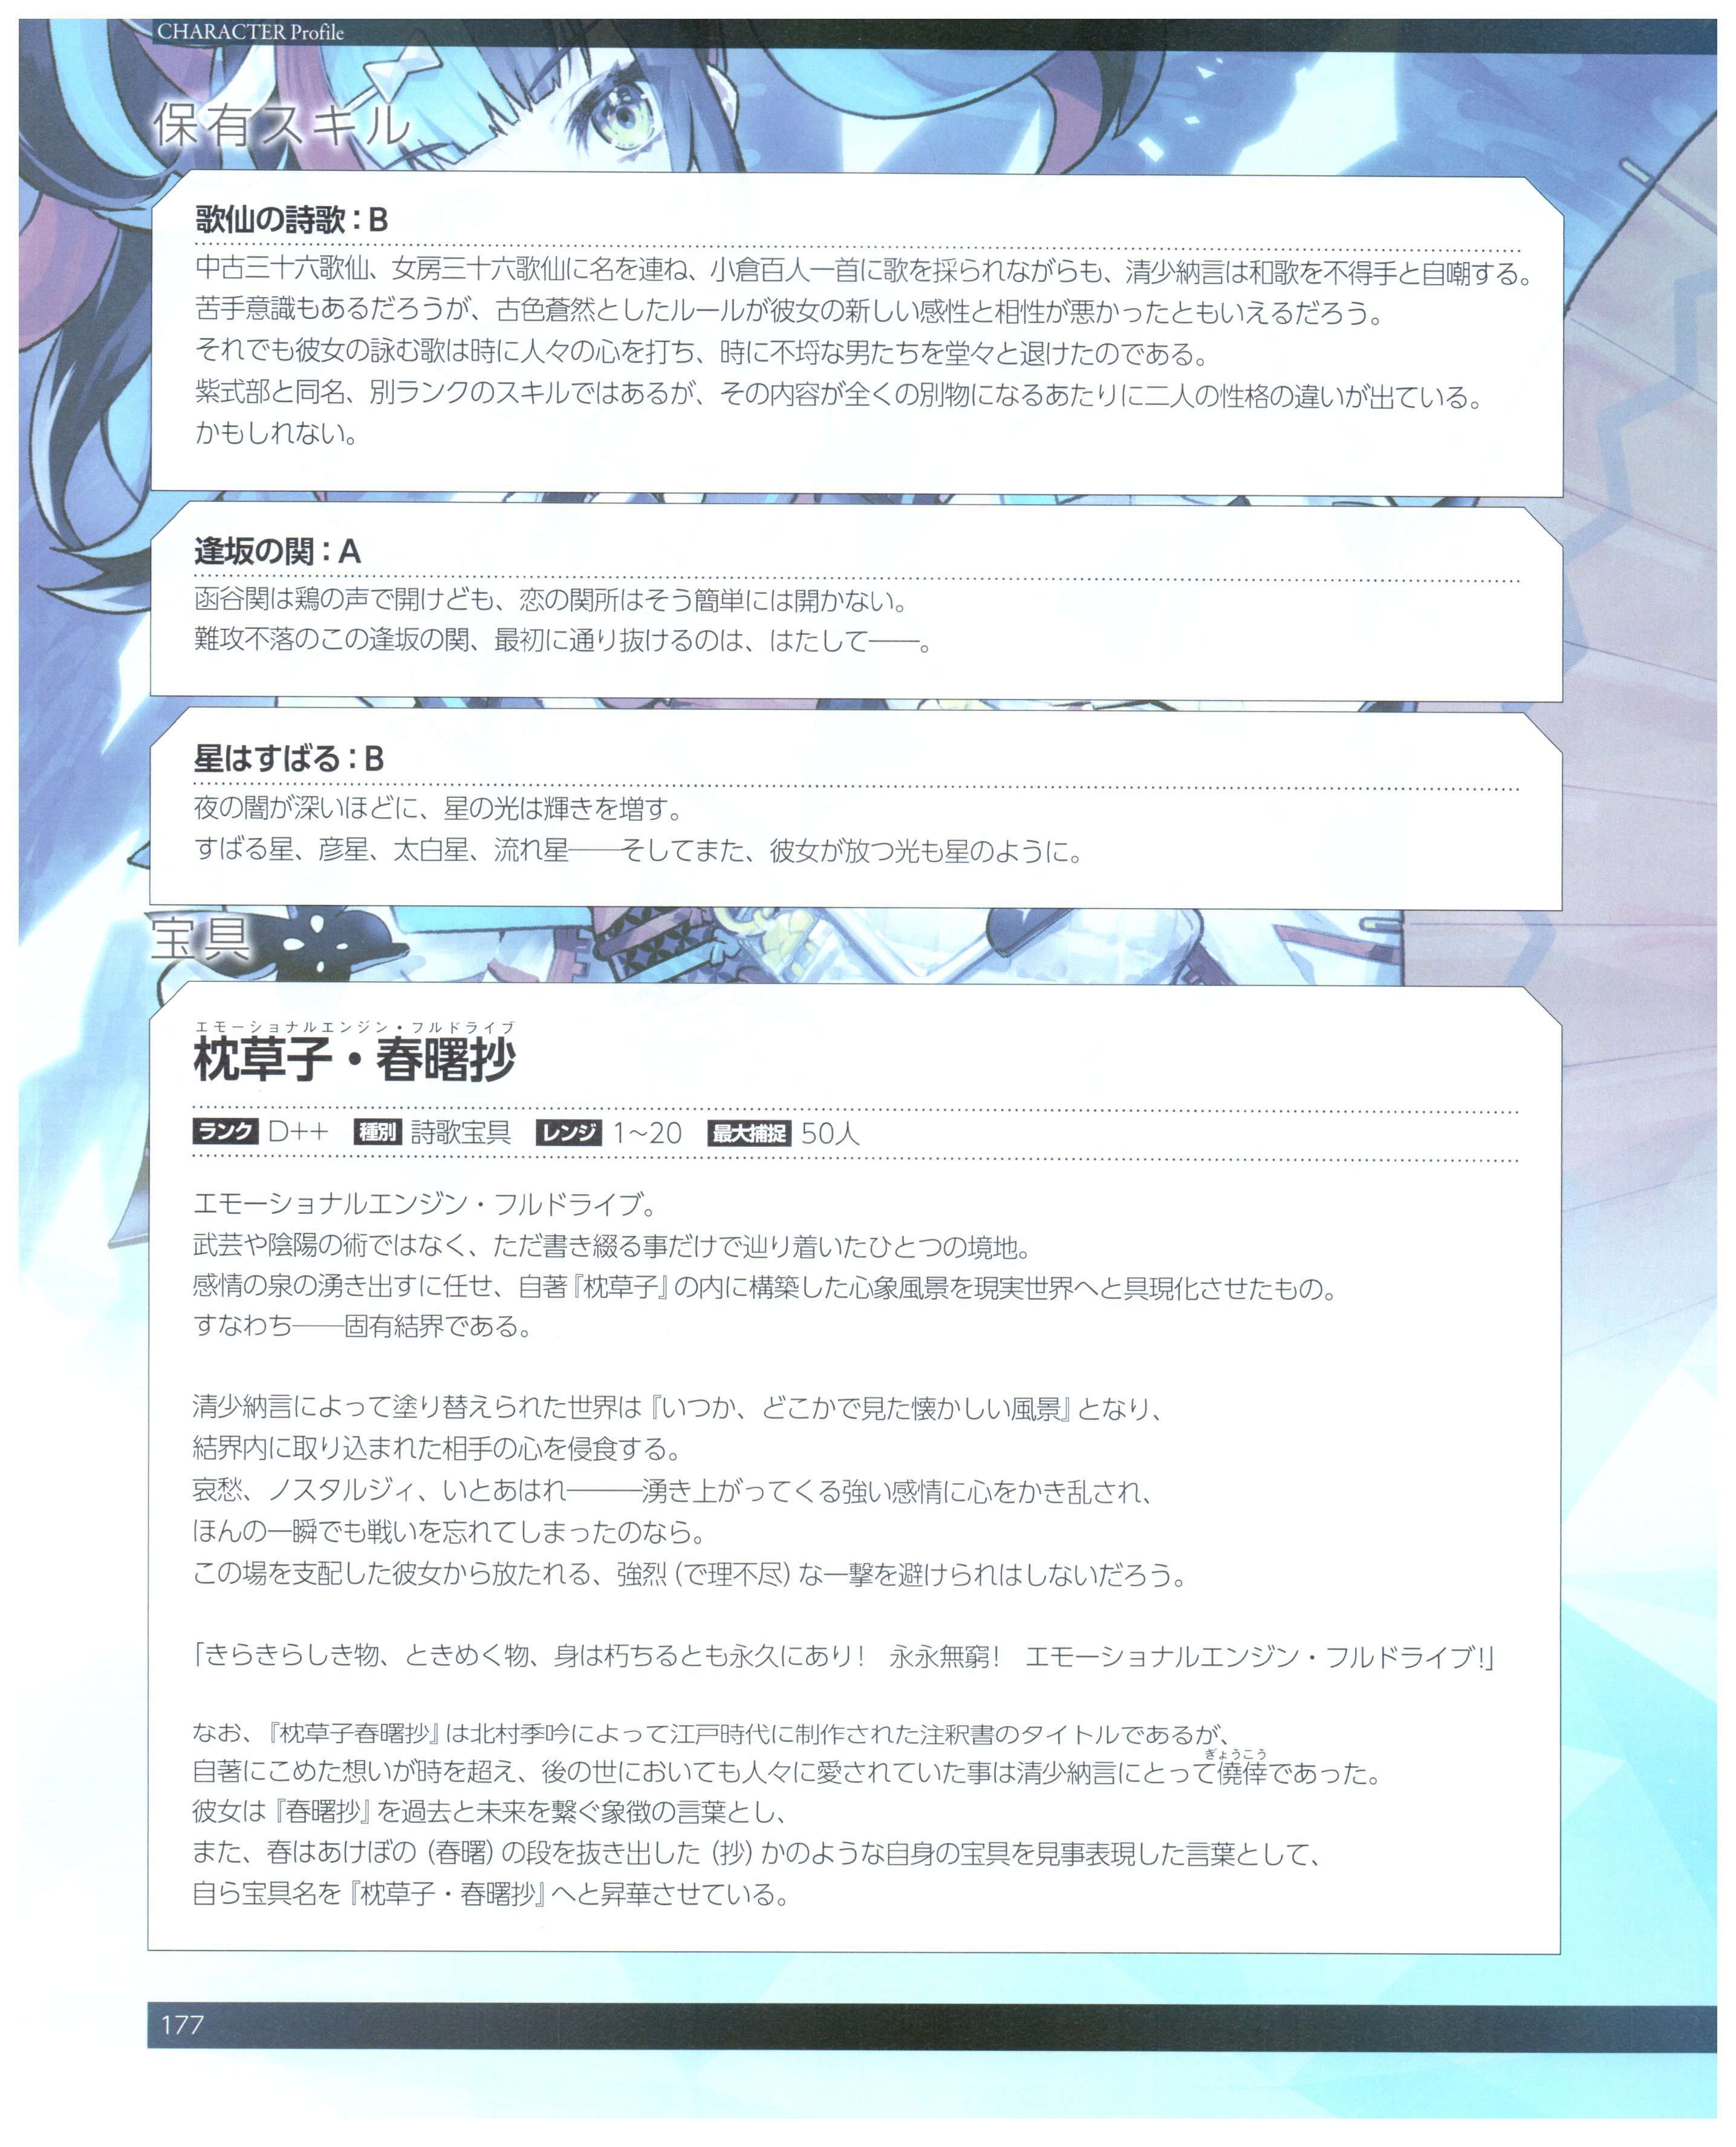 CHARACTER Profile
保有スキル
歌仙の詩歌：B
中古三十六歌仙、女房三十六歌仙に名を連ね、小倉百人一首に歌を採られながらも、清少納言は和歌を不得手と自嘲する。
苦手意識もあるだろうが、古色蒼然としたルールが彼女の新しい感性と相性が悪かったともいえるだろう。
それでも彼女の詠む歌は時に人々の心を打ち、時に不埒な男たちを堂々と退けたのである。
紫式部と同名、別ランクのスキルではあるが、その内容が全くの別物になるあたりに二人の性格の違いが出ている。
かもしれない。
逢坂の関：A
函谷関は鶏の声で開けども、恋の関所はそう簡単には開かない。
難攻不落のこの逢坂の関、最初に通り抜けるのは、はたして――。
星はすばる：B
夜の闇が深いほどに、星の光は輝きを増す。
すばる星、彦星、太白星、流れ星――そしてまた、彼女が放つ光も星のように。
宝具
エモーショナルエンジン・フルドライブ
枕草子・春曙抄
ランク D++ 種別 詩歌宝具 レンジ 1~20 最大捕捉 50人
エモーショナルエンジン・フルドライブ。
武芸や陰陽の術ではなく、ただ書き綴る事だけで辿り着いたひとつの境地。
感情の泉の湧き出すに任せ、自著『枕草子』の内に構築した心象風景を現実世界へと具現化させたもの。
すなわち――固有結界である。
清少納言によって塗り替えられた世界は『いつか、どこかで見た懐かしい風景』となり、
結界内に取り込まれた相手の心を侵食する。
哀愁、ノスタルジィ、いとあはれ―――湧き上がってくる強い感情に心をかき乱され、
ほんの一瞬でも戦いを忘れてしまったのなら。
この場を支配した彼女から放たれる、強烈（で理不尽）な一撃を避けられはしないだろう。
「きらきらしき物、ときめく物、身は朽ちるとも永久にあり！　永永無窮！　エモーショナルエンジン・フルドライブ！」
なお、『枕草子春曙抄』は北村季吟によって江戸時代に制作された注釈書のタイトルであるが、
ぎょうこう
自著にこめた想いが時を超え、後の世においても人々に愛されていた事は清少納言にとって僥倖であった。
彼女は『春曙抄』を過去と未来を繋ぐ象徴の言葉とし、
また、春はあけぼの（春曙）の段を抜き出した（抄）かのような自身の宝具を見事表現した言葉として、
自ら宝具名を『枕草子・春曙抄』へと昇華させている。
177